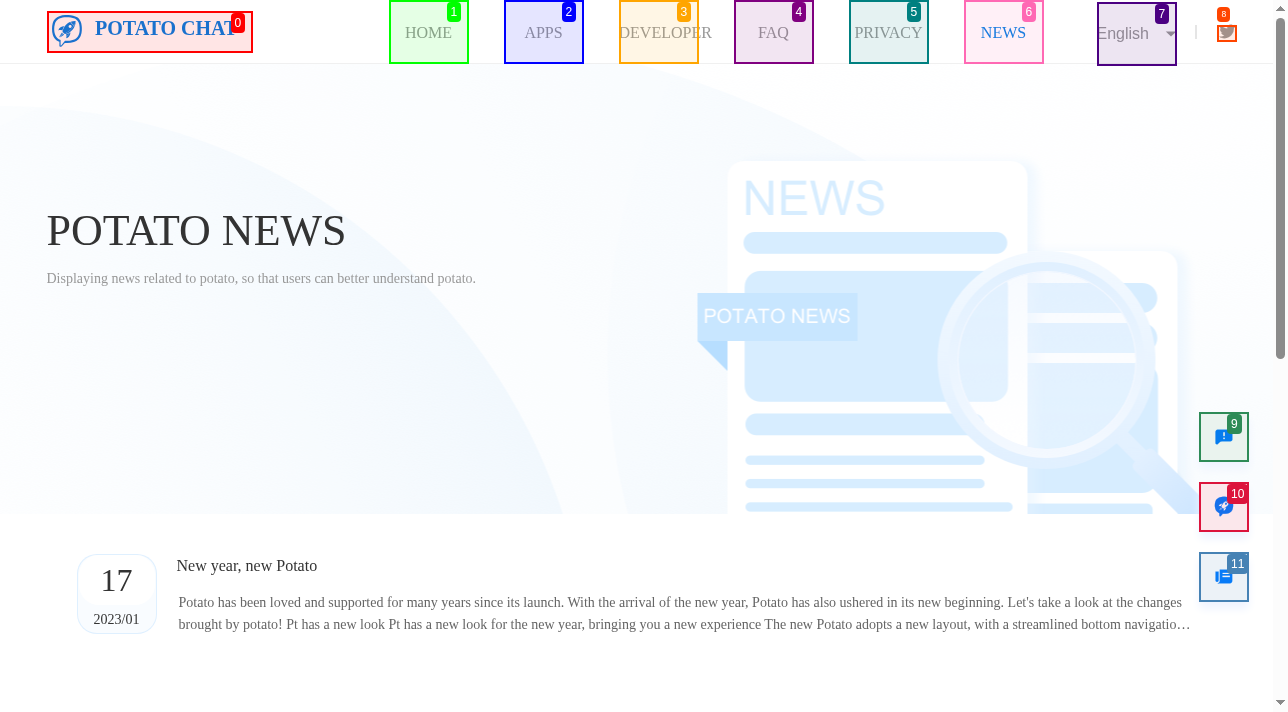 POTATO CHAT 0
HOME 1
APPS 2
DEVELOPER 3
FAQ 4
PRIVACY 5
NEWS 6
English 7
8
NEWS
POTATO NEWS
POTATO NEWS
Displaying news related to potato, so that users can better understand potato.
9
10
11
17
2023/01
New year, new Potato
Potato has been loved and supported for many years since its launch. With the arrival of the new year, Potato has also ushered in its new beginning. Let's take a look at the changes
brought by potato! Pt has a new look Pt has a new look for the new year, bringing you a new experience The new Potato adopts a new layout, with a streamlined bottom navigatio…